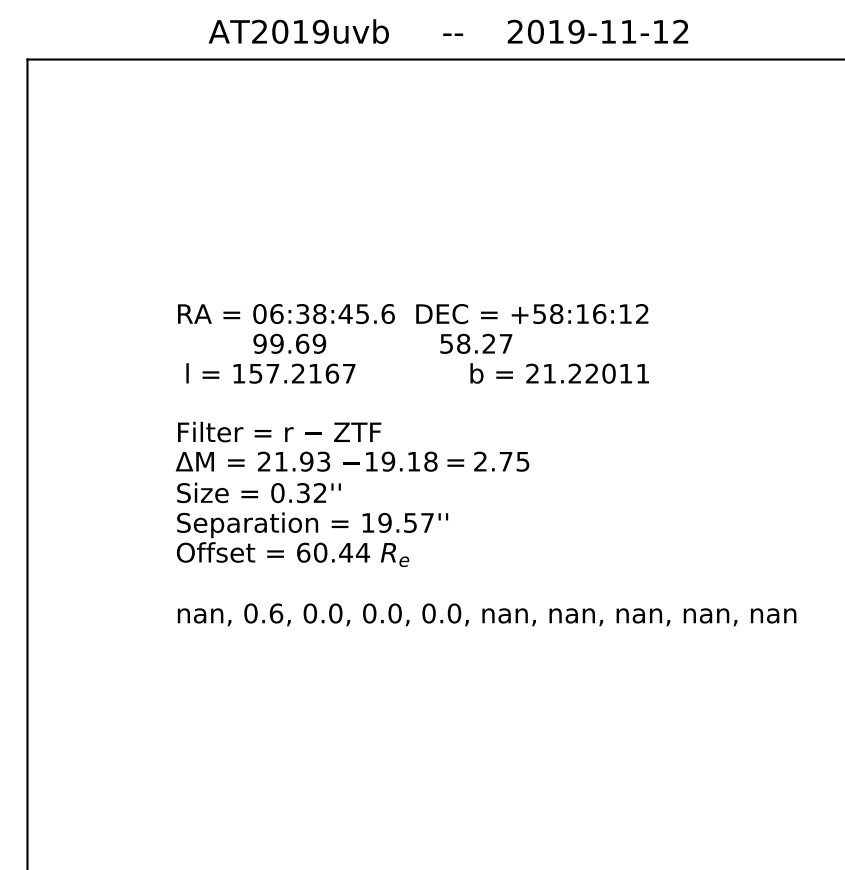 AT2019uvb -- 2019-11-12
RA = 06:38:45.6 DEC = +58:16:12
99.69 58.27
l = 157.2167 b = 21.22011
Filter = r − ZTF
ΔM = 21.93 −19.18 = 2.75
Size = 0.32''
Separation = 19.57''
Offset = 60.44 Rₑ
nan, 0.6, 0.0, 0.0, 0.0, nan, nan, nan, nan, nan